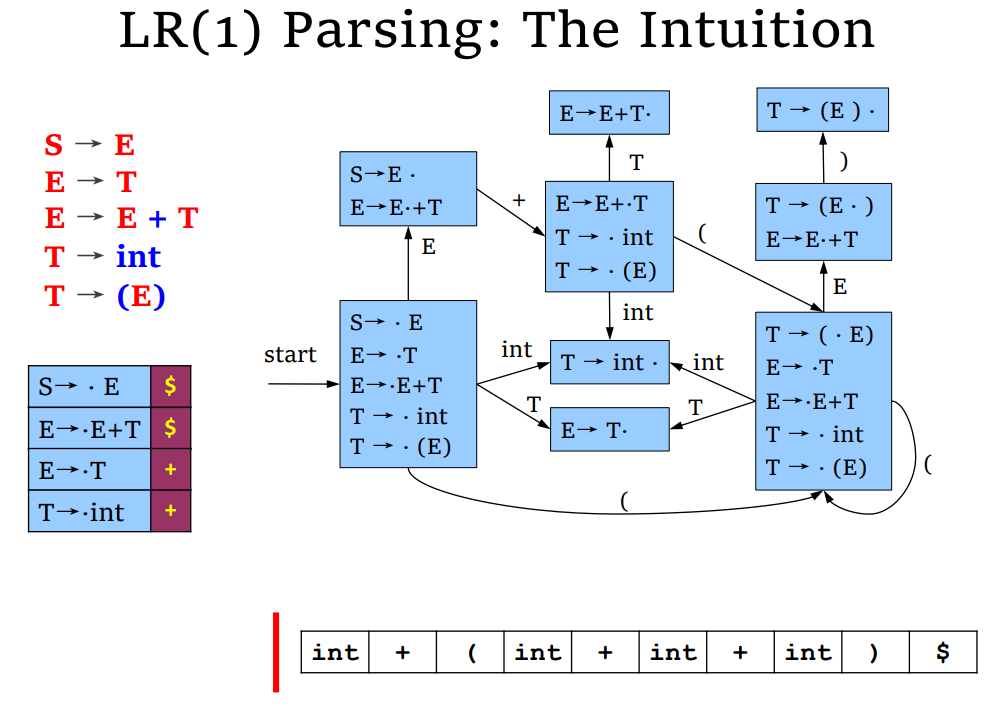 LR(1) Parsing: The Intuition
S → E
E → T
E → E + T
T → int
T → (E)
S→ · E $
E→·E+T $
E→·T +
T→·int +
start
S→ · E
E→ ·T
E→·E+T
T → · int
T → · (E)
E
S→E ·
E→E·+T
+
E→E+·T
T → · int
T → · (E)
T
E→E+T·
int
int
T → int ·
int
T
E→ T·
T
(
(
T → ( · E)
E→ ·T
E→·E+T
T → · int
T → · (E)
(
E
T → (E · )
E→E·+T
)
T → (E ) ·
int + ( int + int + int ) $